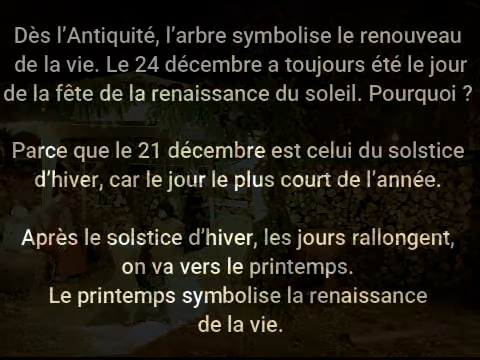 Dès l’Antiquité, l’arbre symbolise le renouveau
de la vie. Le 24 décembre a toujours été le jour
de la fête de la renaissance du soleil. Pourquoi ?
Parce que le 21 décembre est celui du solstice
d’hiver, car le jour le plus court de l’année.
Après le solstice d’hiver, les jours rallongent,
on va vers le printemps.
Le printemps symbolise la renaissance
de la vie.